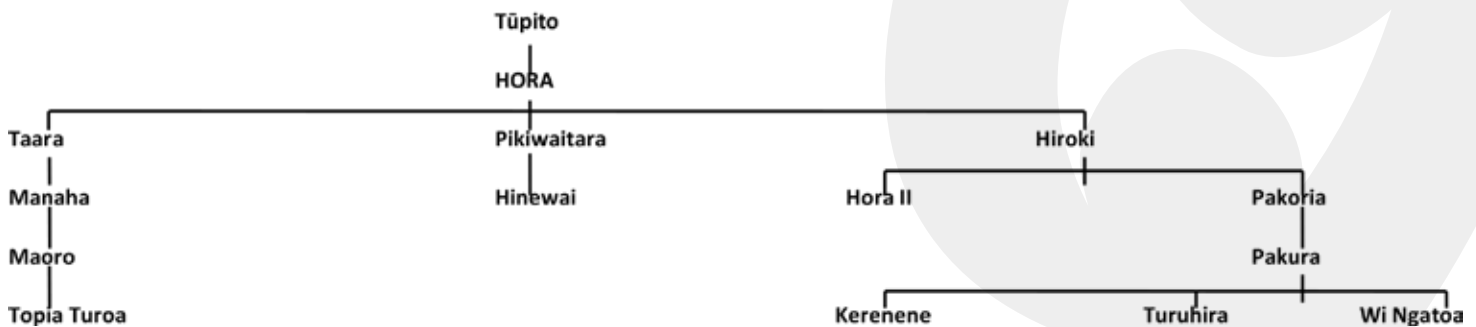 Tūpito
HORA
Taara Pikiwaitara Hiroki
Manaha Hinewai Hora II Pakoria
Maoro Pakura
Topia Turoa Kerenene Turuhira Wi Ngatoa